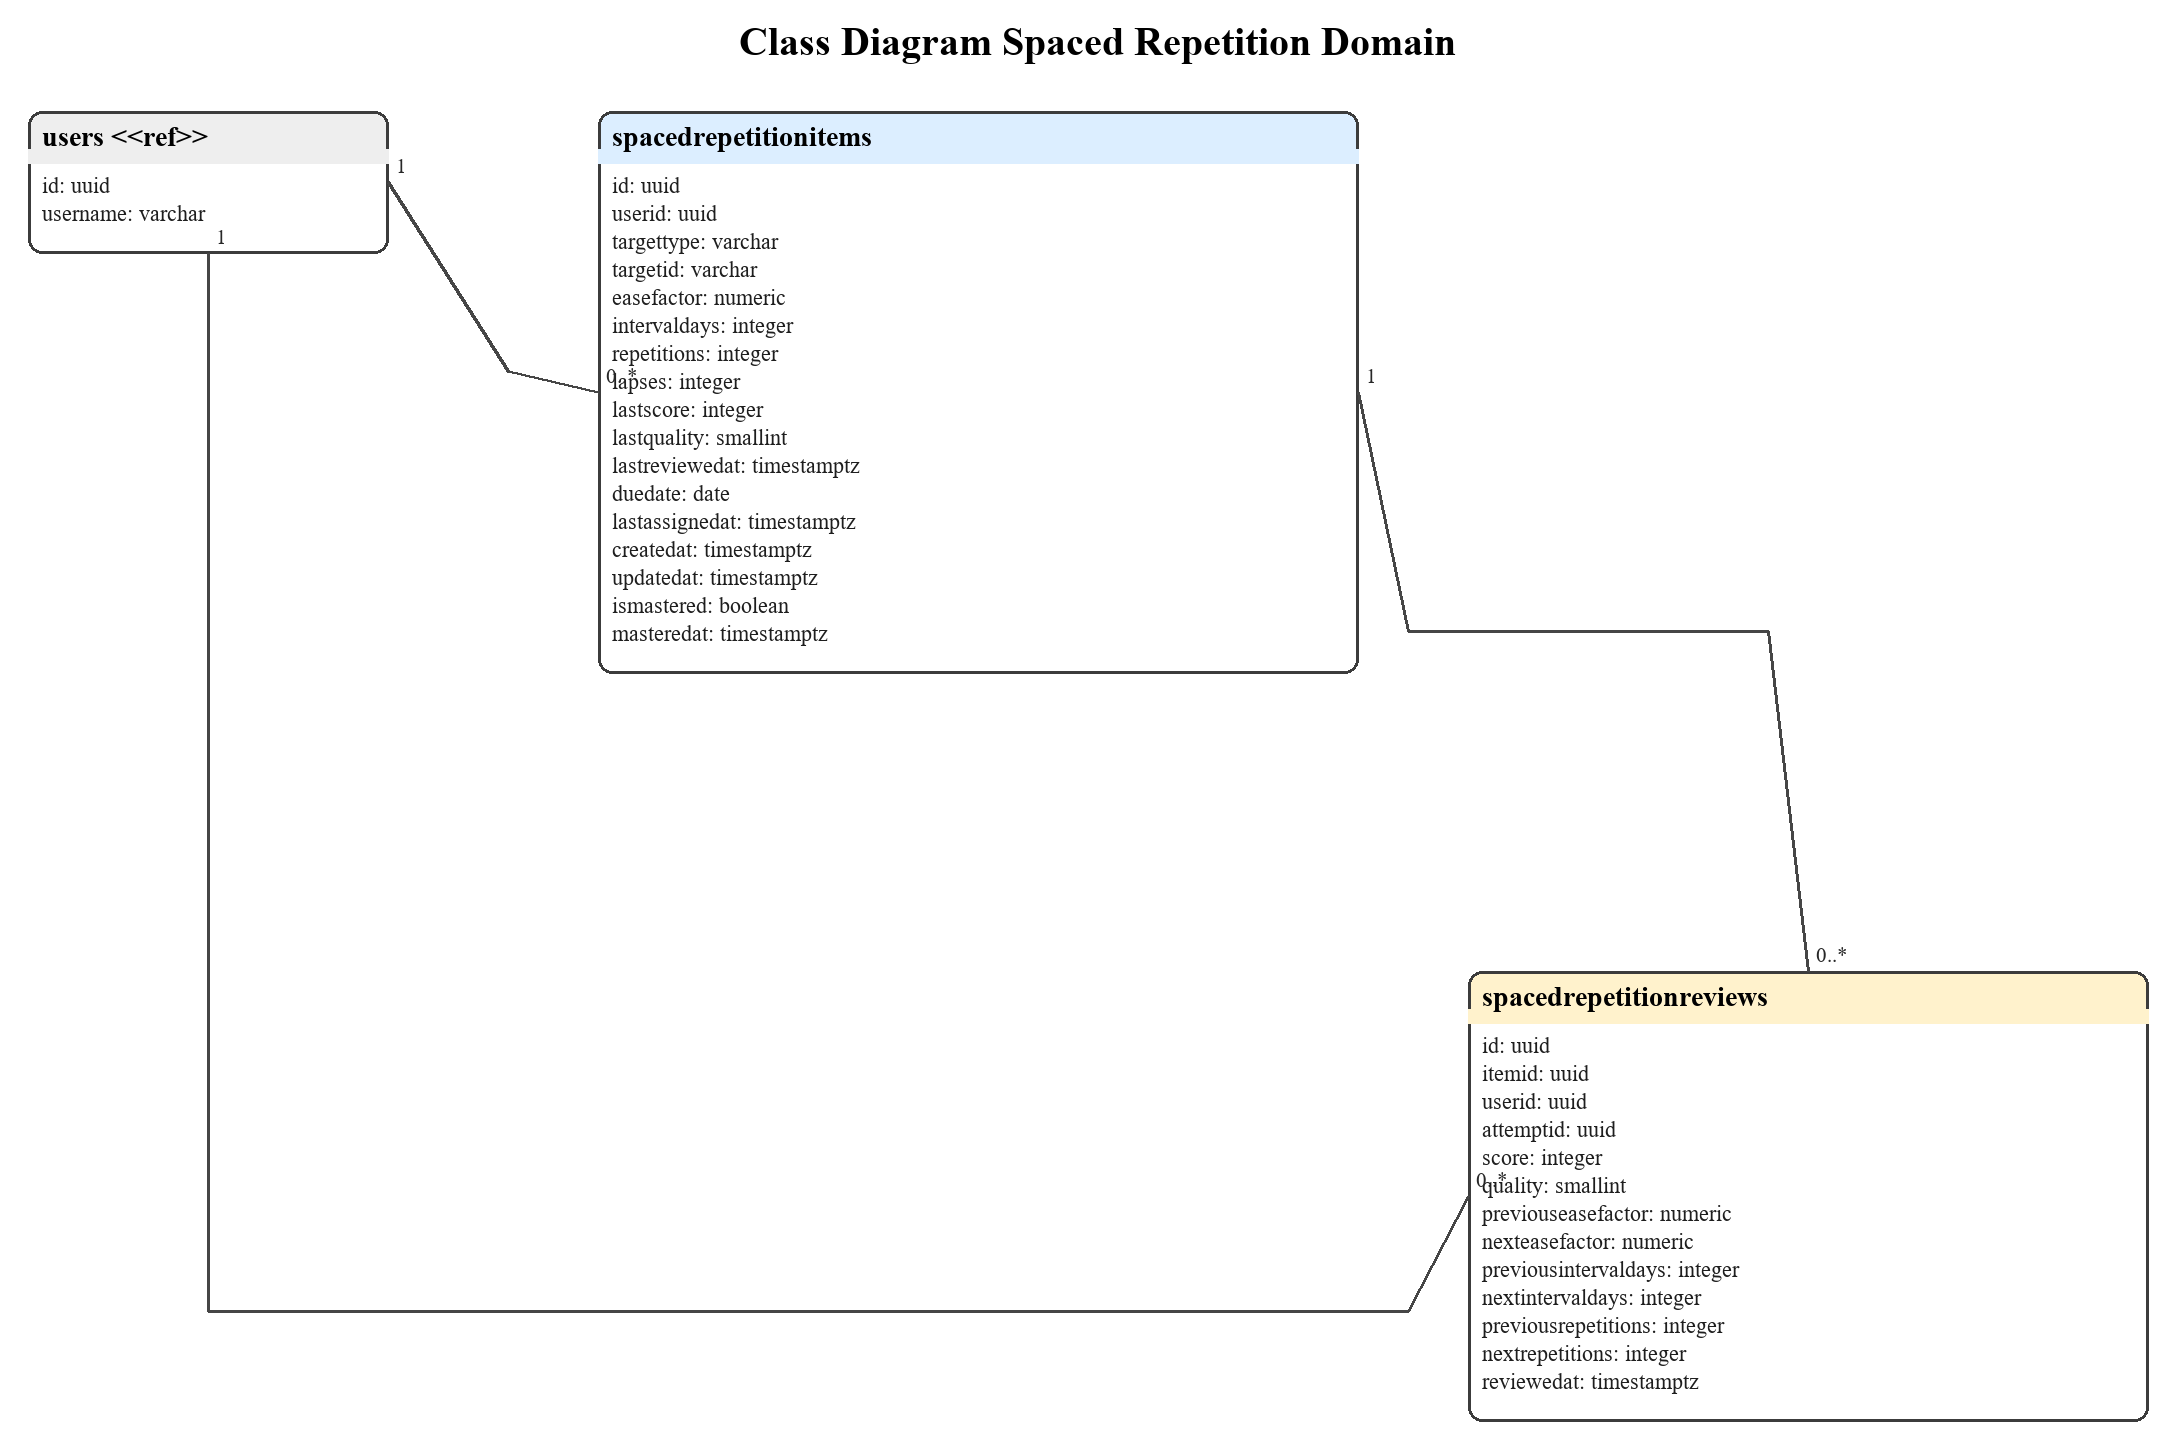 Class Diagram Spaced Repetition Domain
users <<ref>>
id: uuid
username: varchar
1
1
spacedrepetitionitems
id: uuid
userid: uuid
targettype: varchar
targetid: varchar
easefactor: numeric
intervaldays: integer
repetitions: integer
0..*
lapses: integer
lastscore: integer
lastquality: smallint
lastreviewedat: timestamptz
duedate: date
lastassignedat: timestamptz
createdat: timestamptz
updatedat: timestamptz
ismastered: boolean
masteredat: timestamptz
1
0..*
spacedrepetitionreviews
id: uuid
itemid: uuid
userid: uuid
attemptid: uuid
score: integer
0..*
quality: smallint
previouseasefactor: numeric
nexteasefactor: numeric
previousintervaldays: integer
nextintervaldays: integer
previousrepetitions: integer
nextrepetitions: integer
reviewedat: timestamptz